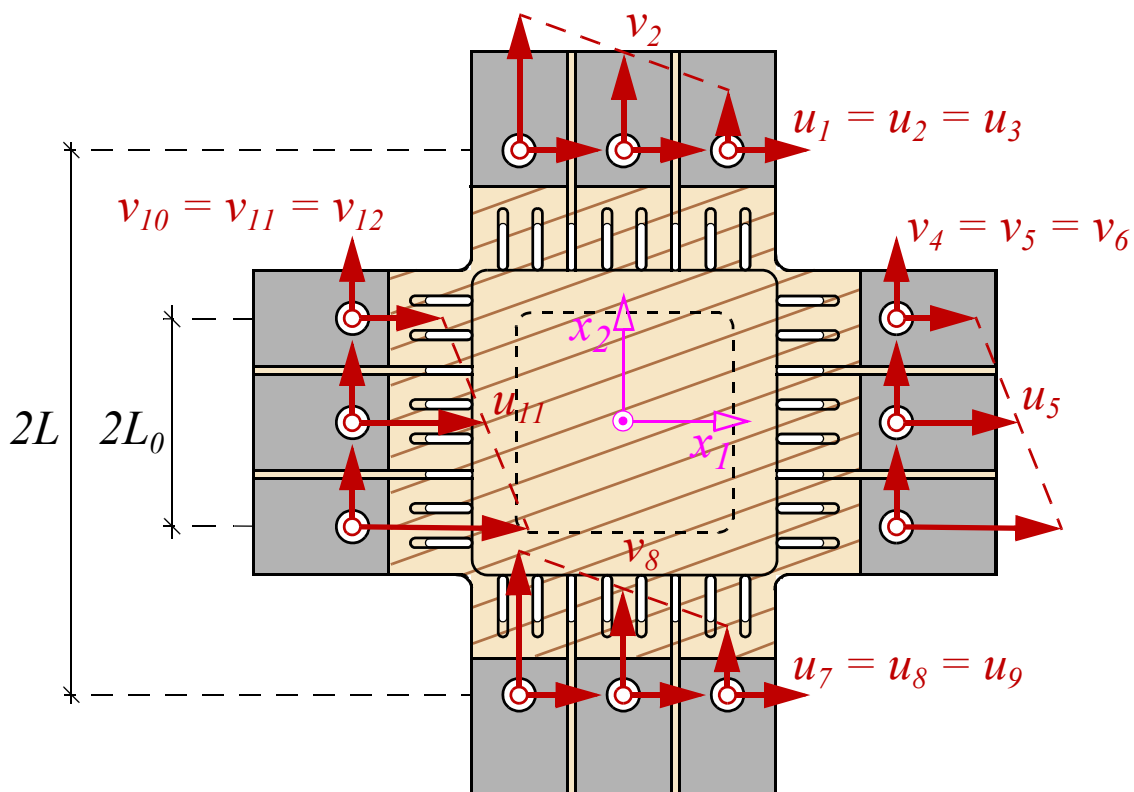 v₂
u₁ = u₂ = u₃
v₁₀ = v₁₁ = v₁₂
v₄ = v₅ = v₆
x₂
u₁₁
u₅
2L
2L₀
x₁
v₈
u₇ = u₈ = u₉